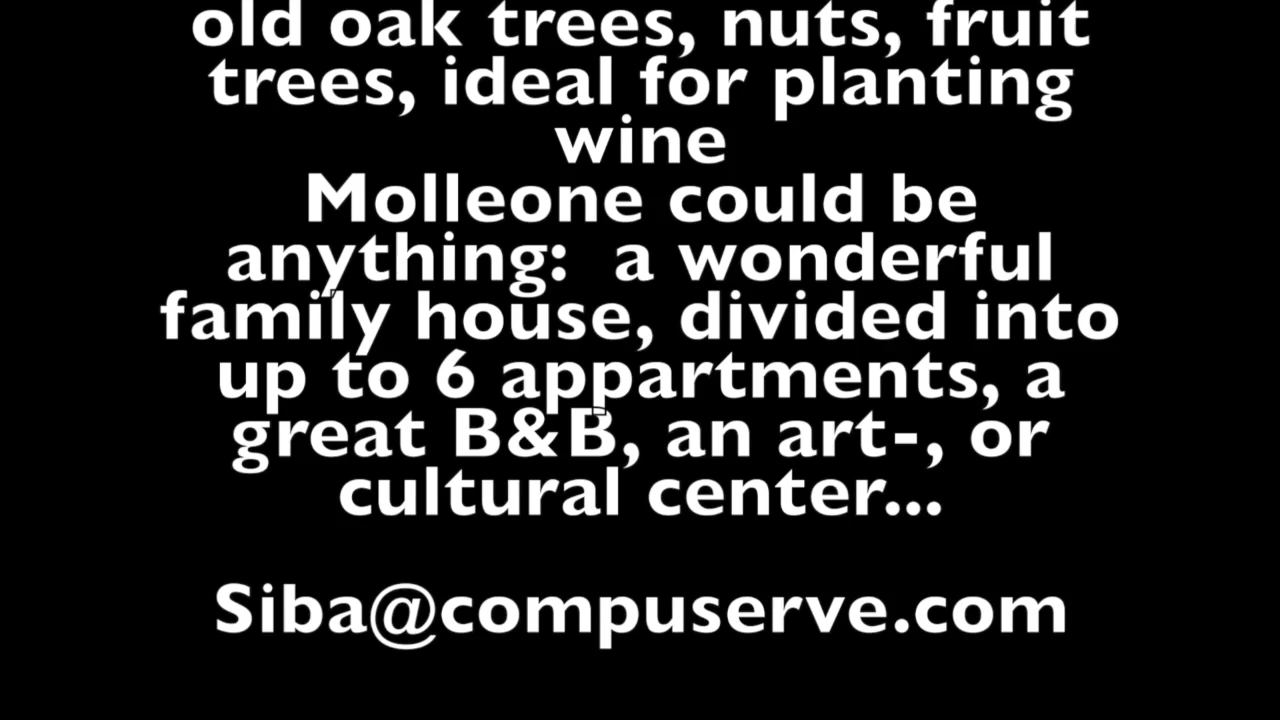 old oak trees, nuts, fruit
trees, ideal for planting
wine
Molleone could be
anything:  a wonderful
family house, divided into
up to 6 appartments, a
great B&B, an art-, or
cultural center...
Siba@compuserve.com